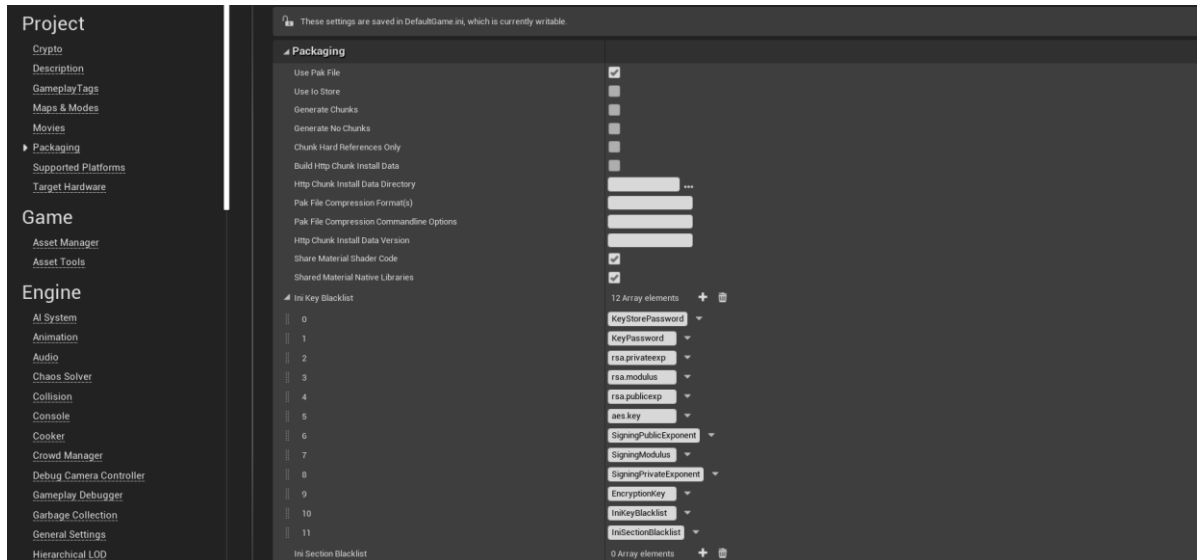 Project
Crypto
Description
GameplayTags
Maps & Modes
Movies
Packaging
Supported Platforms
Target Hardware
Game
Asset Manager
Asset Tools
Engine
AI System
Animation
Audio
Chaos Solver
Collision
Console
Cooker
Crowd Manager
Debug Camera Controller
Gameplay Debugger
Garbage Collection
General Settings
Hierarchical LOD
These settings are saved in DefaultGame.ini, which is currently writable.
Packaging
Use Pak File
Use Io Store
Generate Chunks
Generate No Chunks
Chunk Hard References Only
Build Http Chunk Install Data
Http Chunk Install Data Directory ...
Pak File Compression Format(s)
Pak File Compression Commandline Options
Http Chunk Install Data Version
Share Material Shader Code
Shared Material Native Libraries
Ini Key Blacklist 12 Array elements
0 KeyStorePassword
1 KeyPassword
2 rsa.privateexp
3 rsa.modulus
4 rsa.publicexp
5 aes.key
6 SigningPublicExponent
7 SigningModulus
8 SigningPrivateExponent
9 EncryptionKey
10 IniKeyBlacklist
11 IniSectionBlacklist
Ini Section Blacklist 0 Array elements